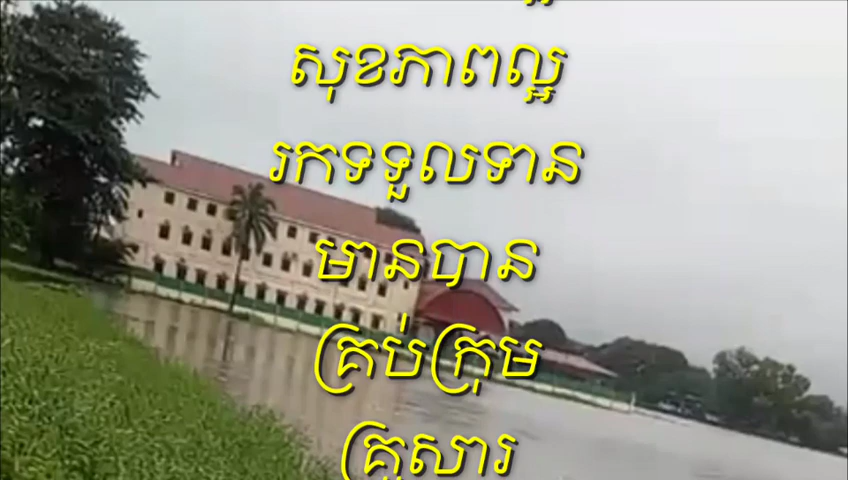 សុខភាពល្អ
រកទទួលទាន
មានបាន
គ្រប់ក្រុម
គ្រួសារ